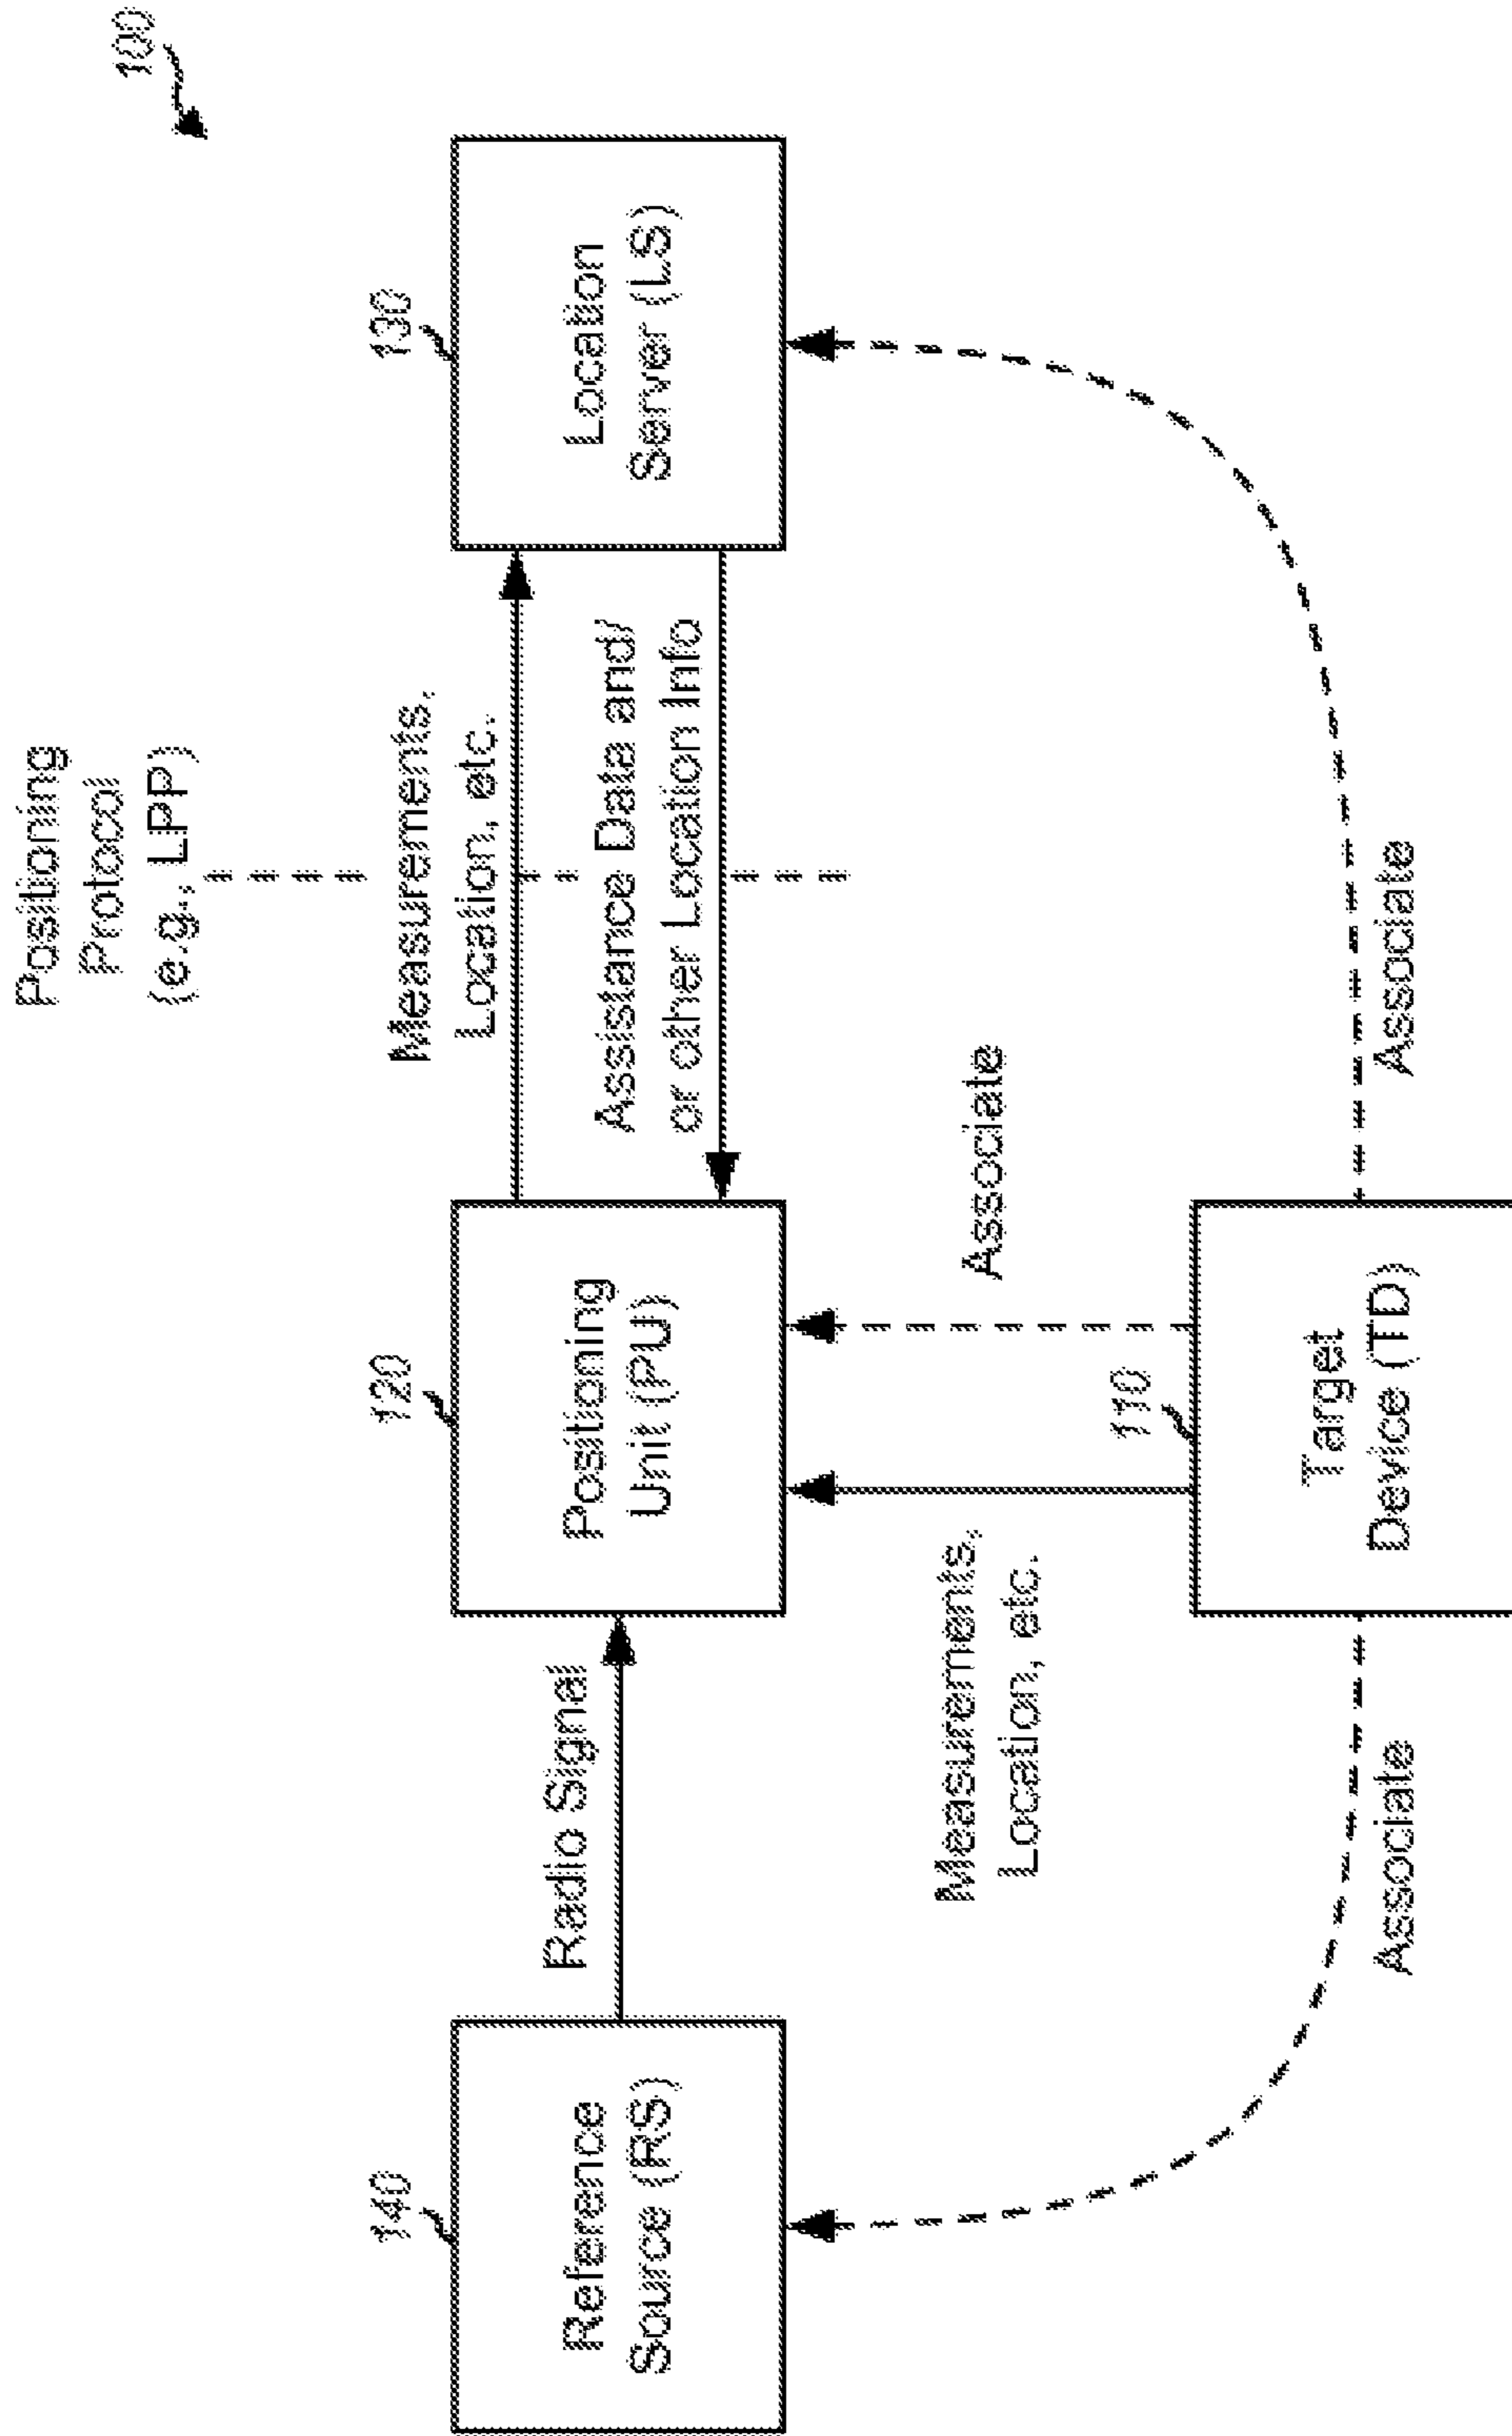 100
Positioning
Protocal
(e.g., LPP)
140
Reference
Source (RS)
Radio Signal
120
Positioning
Unit (PU)
Measurements,
Location, etc.
Assistance Data and/
or other Location Info
130
Location
Server (LS)
Measurements,
Location, etc.
Associate
110
Target
Device (TD)
Associate
Associate